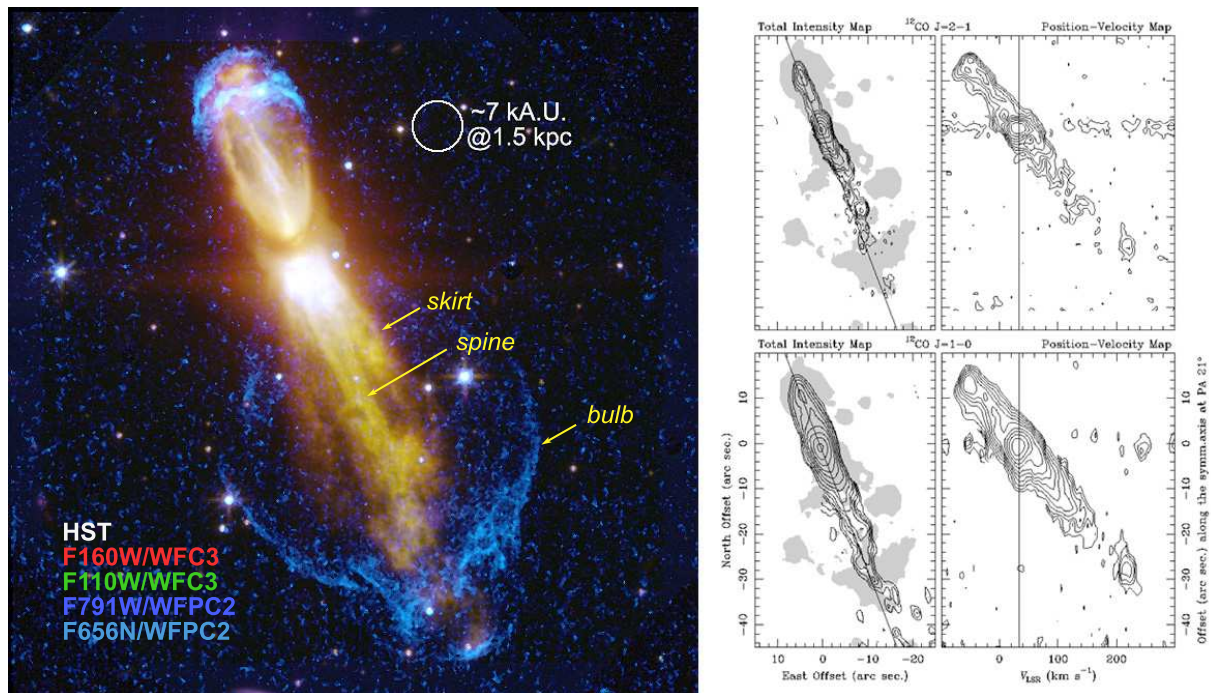 ~7 kA.U.
@1.5 kpc
skirt
spine
bulb
HST
F160W/WFC3
F110W/WFC3
F791W/WFPC2
F656N/WFPC2
Total Intensity Map ¹²CO J=2-1 Position-Velocity Map
Total Intensity Map ¹²CO J=1-0 Position-Velocity Map
North Offset (arc sec.)
10
0
-10
-20
-30
-40
10 0 -10 -20
East Offset (arc sec.)
0 100 200
V_LSR (km s⁻¹)
10
0
-10
-20
-30
-40
Offset (arc sec.) along the symm.axis at PA 21°